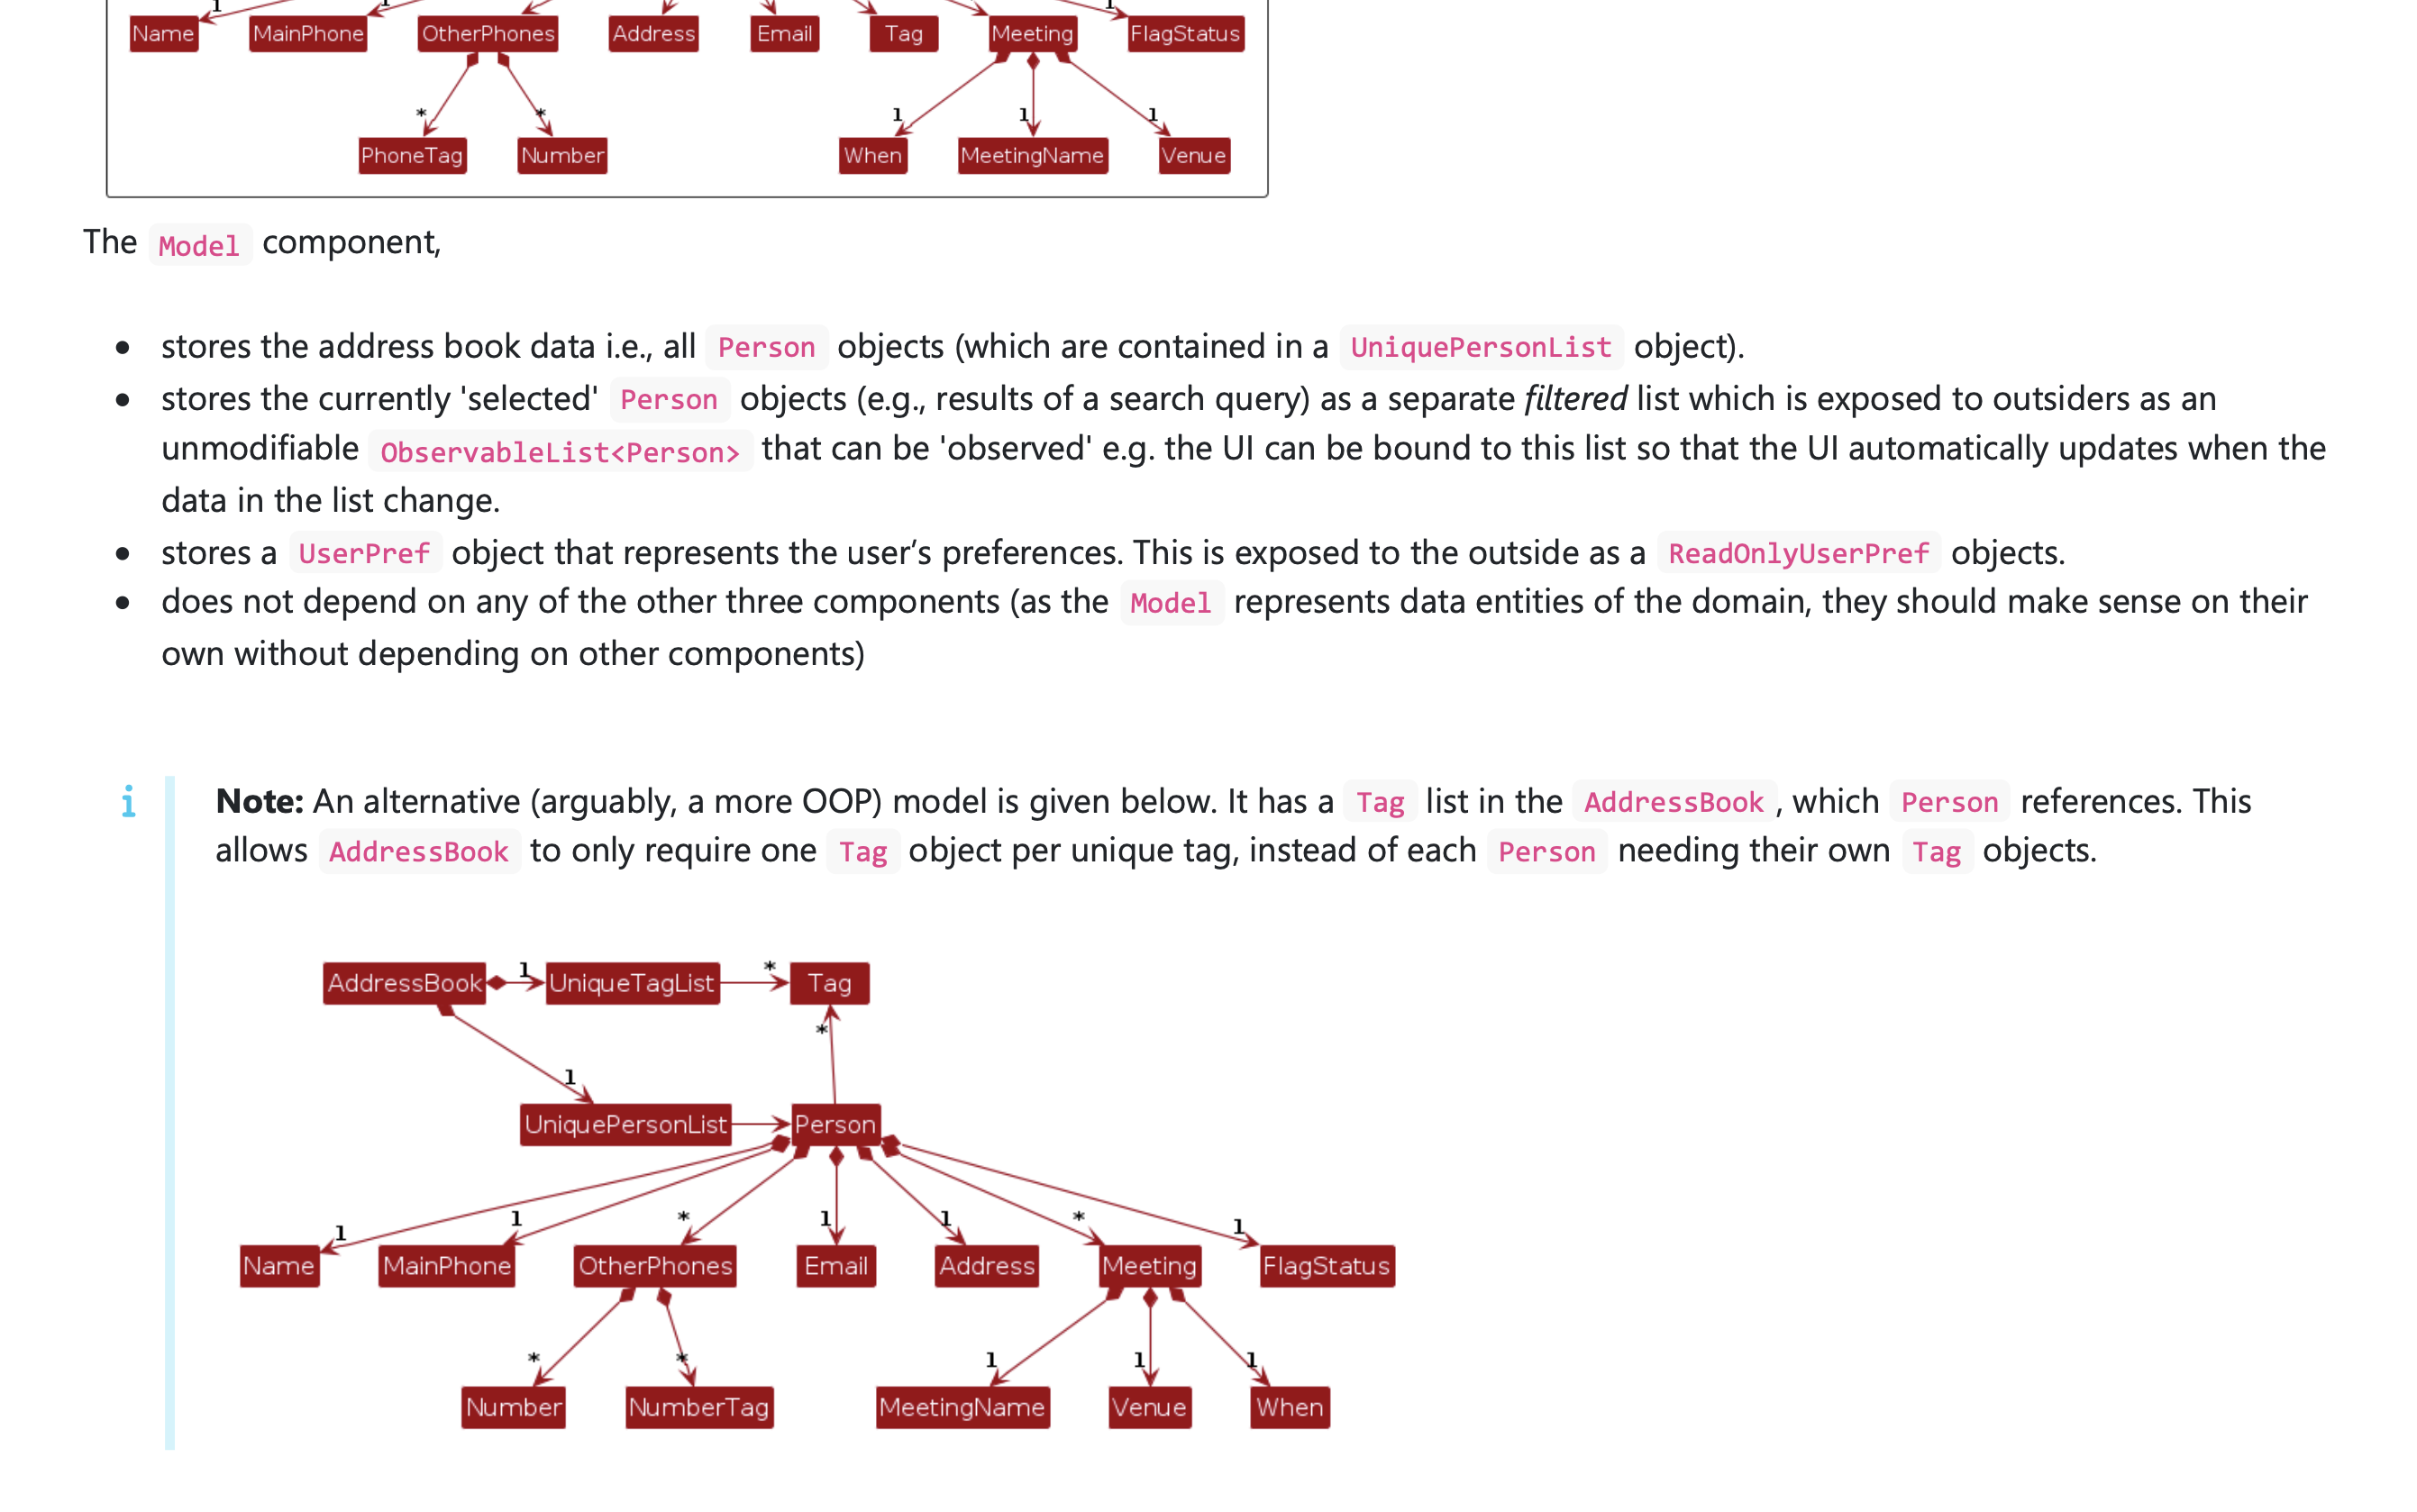 1 1 1
Name MainPhone OtherPhones Address Email Tag Meeting FlagStatus
* * 1 1 1
PhoneTag Number When MeetingName Venue
The Model component,
• stores the address book data i.e., all Person objects (which are contained in a UniquePersonList object).
• stores the currently 'selected' Person objects (e.g., results of a search query) as a separate filtered list which is exposed to outsiders as an
unmodifiable ObservableList<Person> that can be 'observed' e.g. the UI can be bound to this list so that the UI automatically updates when the
data in the list change.
• stores a UserPref object that represents the user’s preferences. This is exposed to the outside as a ReadOnlyUserPref objects.
• does not depend on any of the other three components (as the Model represents data entities of the domain, they should make sense on their
own without depending on other components)
i Note: An alternative (arguably, a more OOP) model is given below. It has a Tag list in the AddressBook, which Person references. This
allows AddressBook to only require one Tag object per unique tag, instead of each Person needing their own Tag objects.
AddressBook 1 UniqueTagList * Tag
*
1
UniquePersonList Person
1 1 * 1 1 * 1
Name MainPhone OtherPhones Email Address Meeting FlagStatus
* * 1 1 1
Number NumberTag MeetingName Venue When